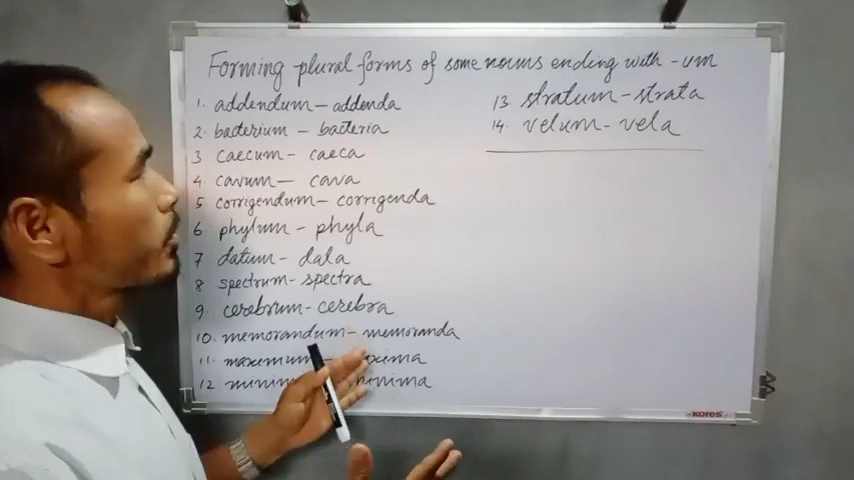 Forming plural forms of some nouns ending with -um
1. addendum - addenda
2. bacterium - bacteria
3 caecum - caeca
4. cavum - cava
5 corrigendum - corrigenda
6 phylum - phyla
7 datum - data
8 spectrum - spectra
9. cerebrum - cerebra
10. memorandum - memoranda
11. maximum -
12
13. stratum - strata
14. velum - vela
KORES